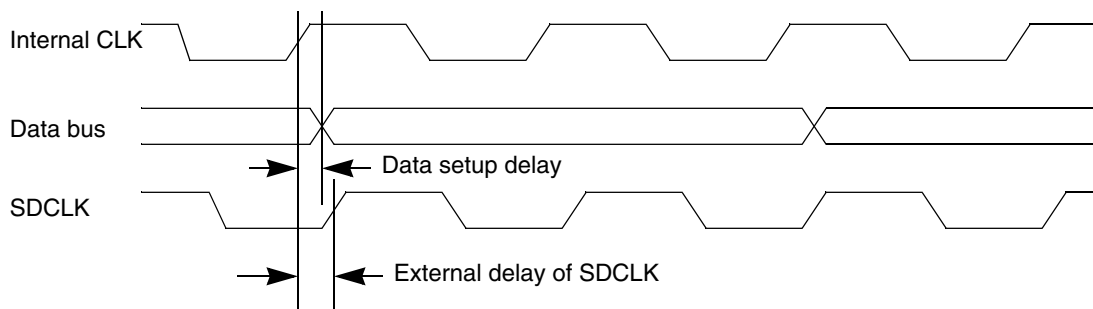 Internal CLK
Data bus
Data setup delay
SDCLK
External delay of SDCLK